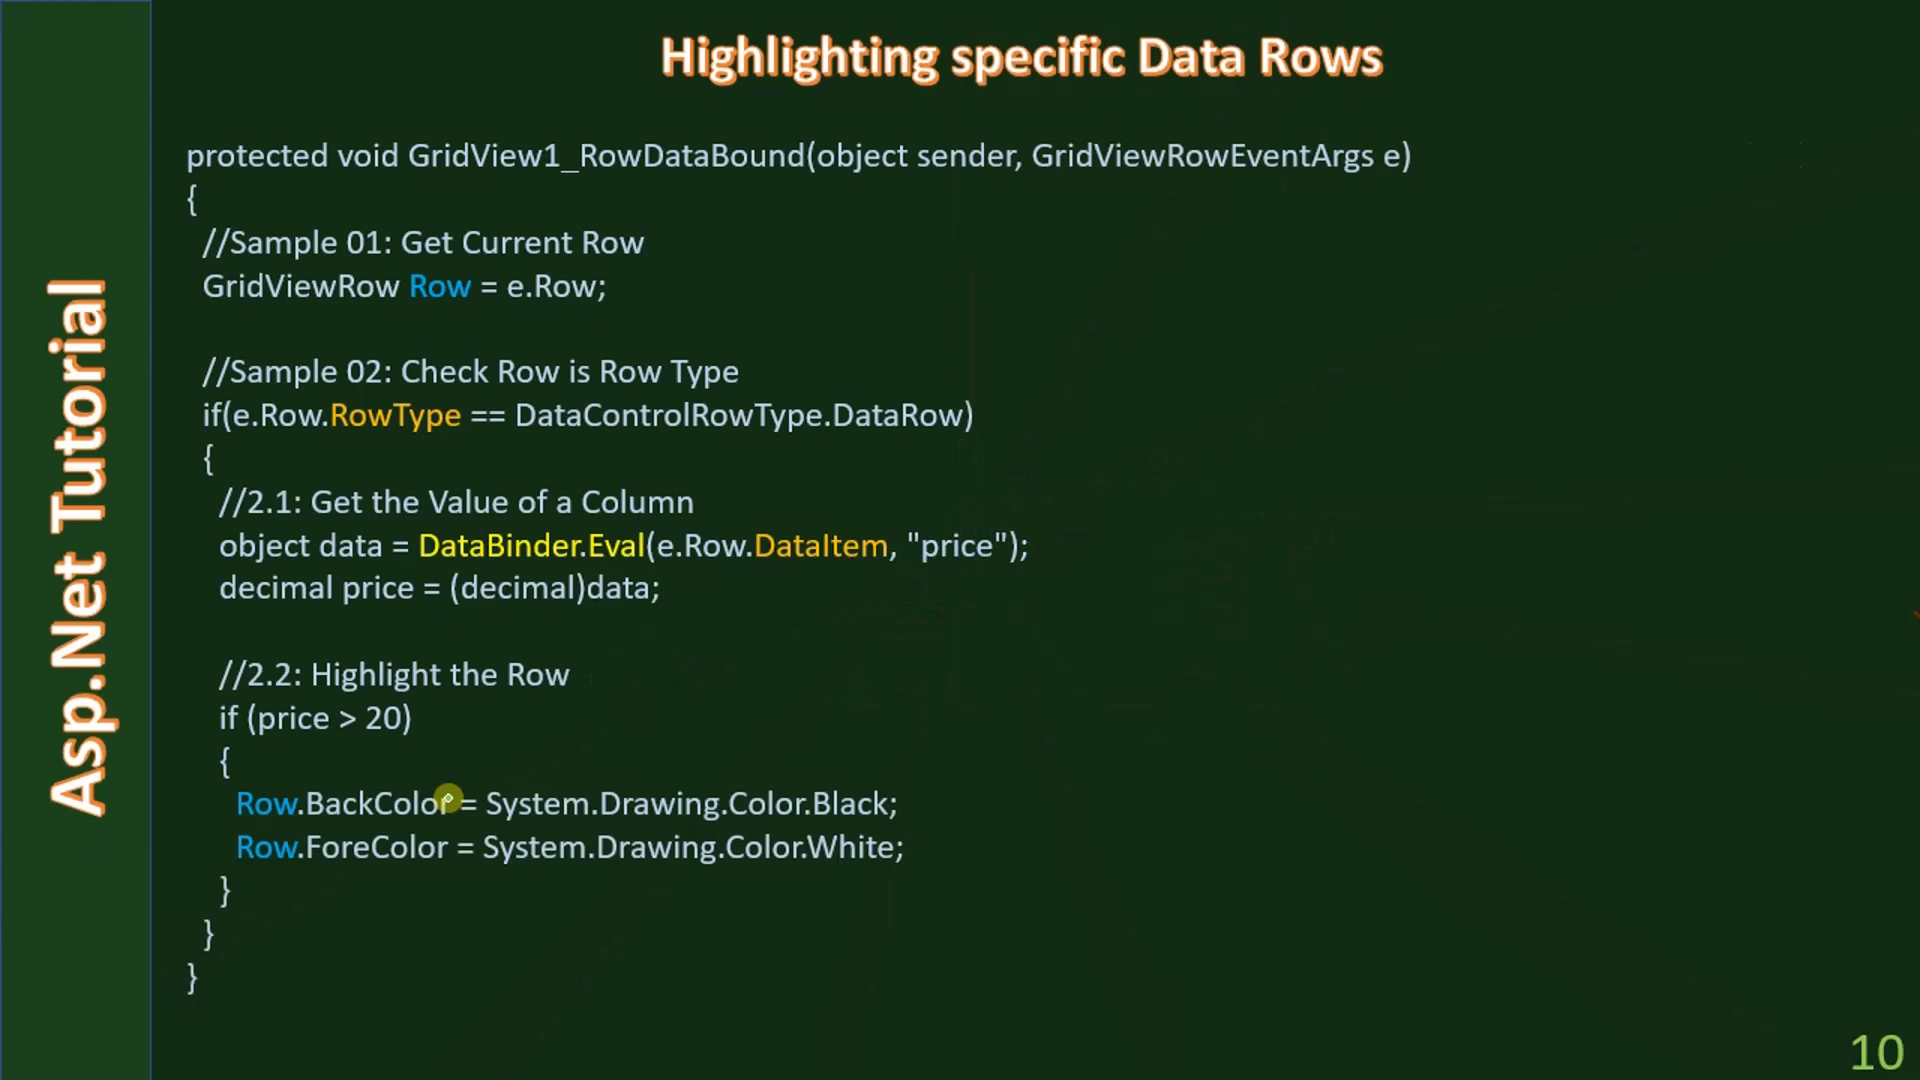 Highlighting specific Data Rows
Asp.Net Tutorial
protected void GridView1_RowDataBound(object sender, GridViewRowEventArgs e)
{
//Sample 01: Get Current Row
GridViewRow Row = e.Row;
//Sample 02: Check Row is Row Type
if(e.Row.RowType == DataControlRowType.DataRow)
{
//2.1: Get the Value of a Column
object data = DataBinder.Eval(e.Row.DataItem, "price");
decimal price = (decimal)data;
//2.2: Highlight the Row
if (price > 20)
{
Row.BackColor = System.Drawing.Color.Black;
Row.ForeColor = System.Drawing.Color.White;
}
}
}
10